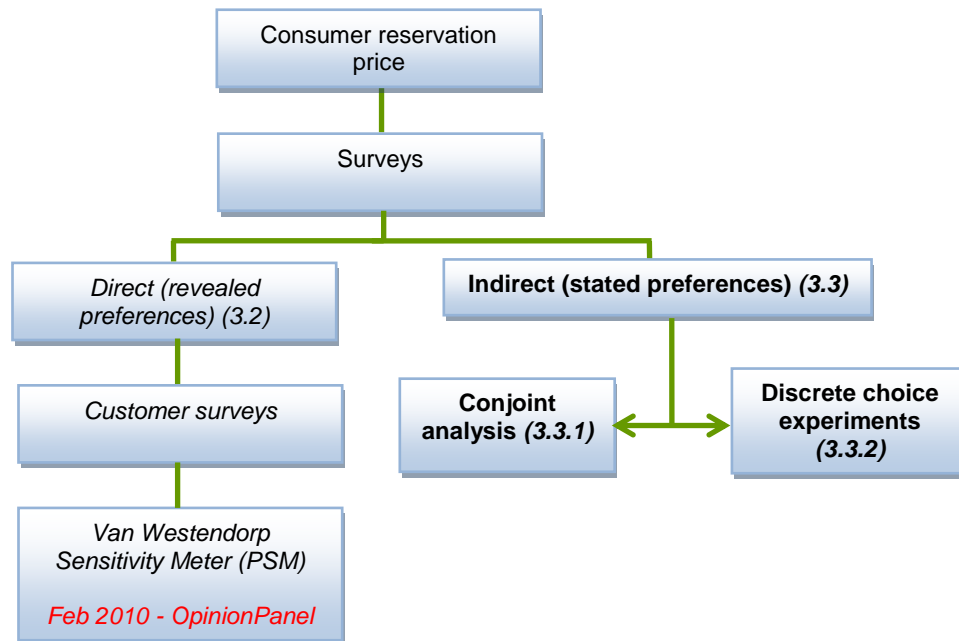 Consumer reservation
price
Surveys
Direct (revealed
preferences) (3.2)
Indirect (stated preferences) (3.3)
Customer surveys
Conjoint
analysis (3.3.1)
Discrete choice
experiments
(3.3.2)
Van Westendorp
Sensitivity Meter (PSM)
Feb 2010 - OpinionPanel